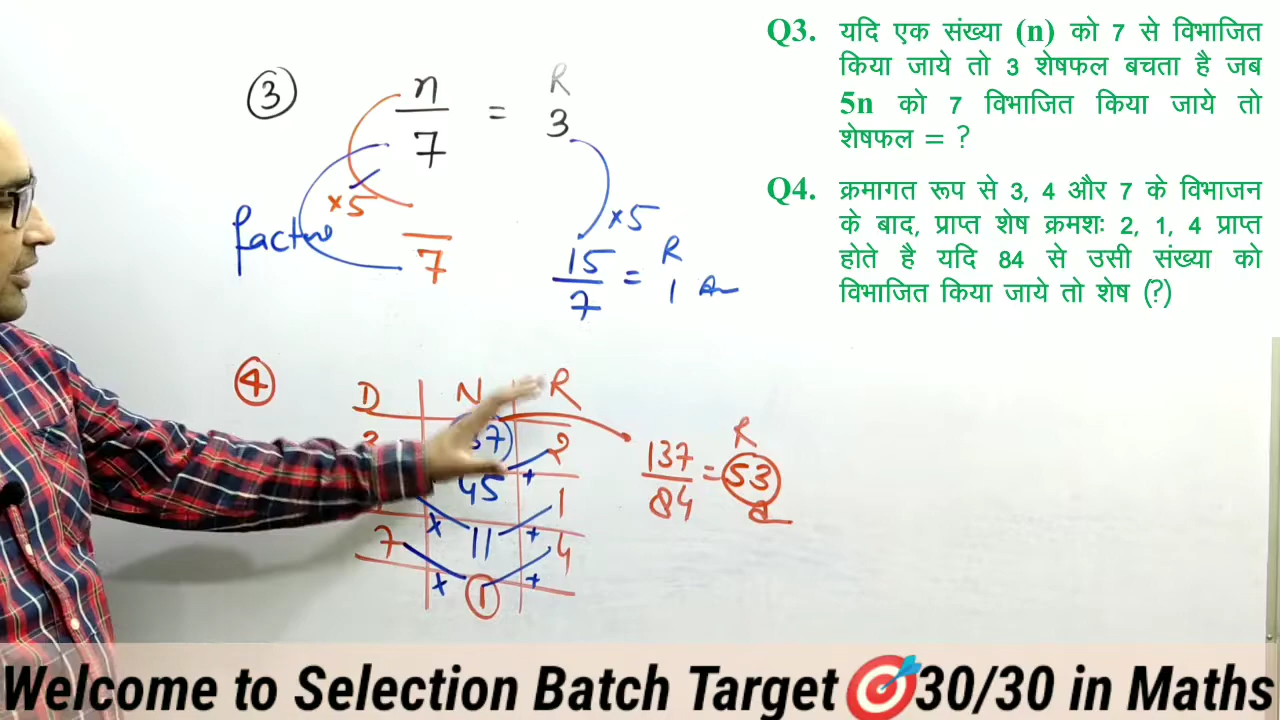 Q3. यदि एक संख्या (n) को 7 से विभाजित
किया जाये तो 3 शेषफल बचता है जब
5n को 7 विभाजित किया जाये तो
शेषफल = ?
Q4. क्रमागत रूप से 3, 4 और 7 के विभाजन
के बाद, प्राप्त शेष क्रमशः 2, 1, 4 प्राप्त
होते है यदि 84 से उसी संख्या को
विभाजित किया जाये तो शेष (?)
3
n R
— = 3
7
×5
×5
factor
7
15 R
— = 1
7
4
D N R
37 2
45 1
× 11 +
7 4
× 1 +
137 R
— = 53
84
Welcome to Selection Batch Target 🎯30/30 in Maths